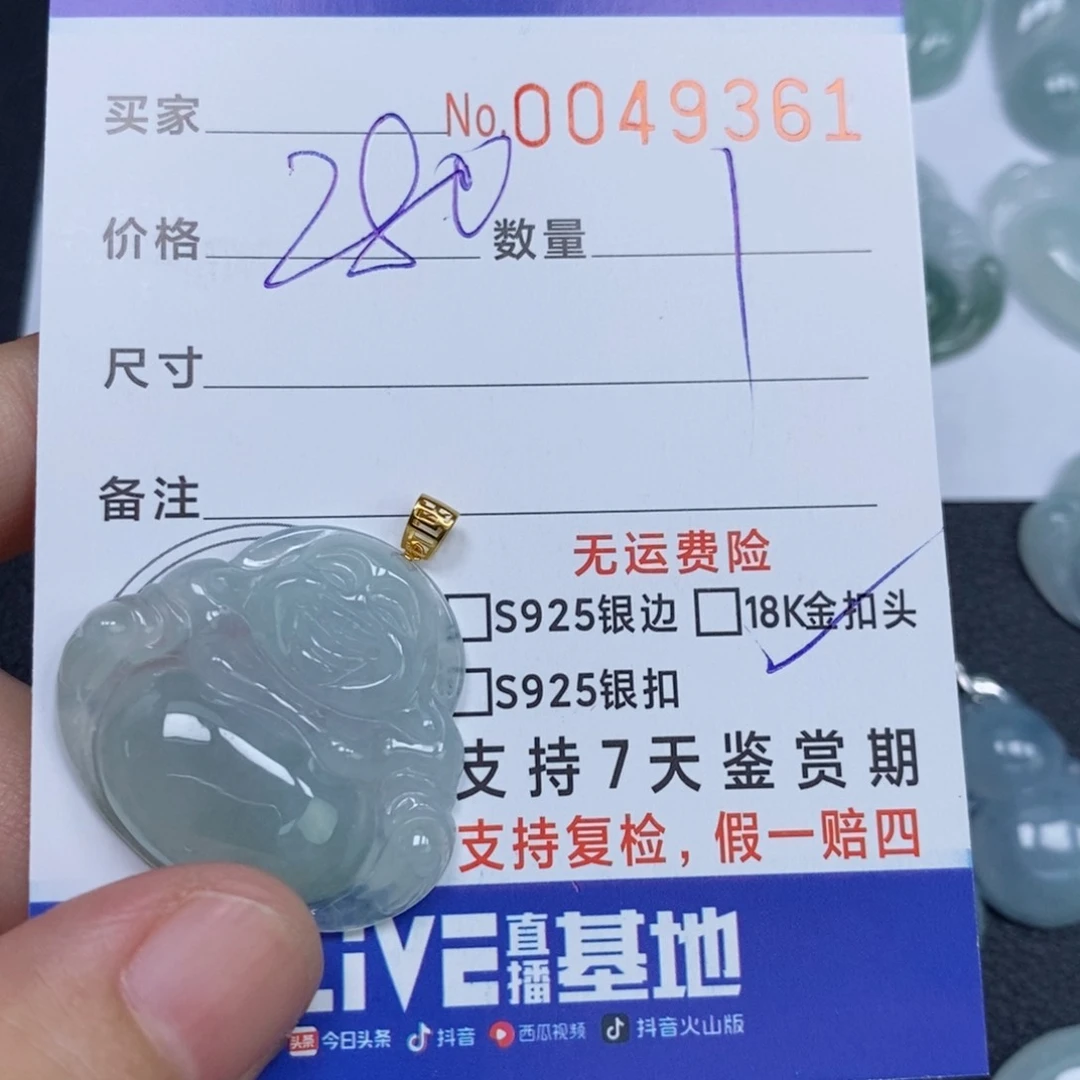 买家 No.0049361
价格 280 数量 1
尺寸
备注
无运费险
□S925银边 □18K金扣头
□S925银扣
支持7天鉴赏期
支持复检，假一赔四
LiVE直播基地
头条 今日头条 抖音 西瓜视频 抖音火山版